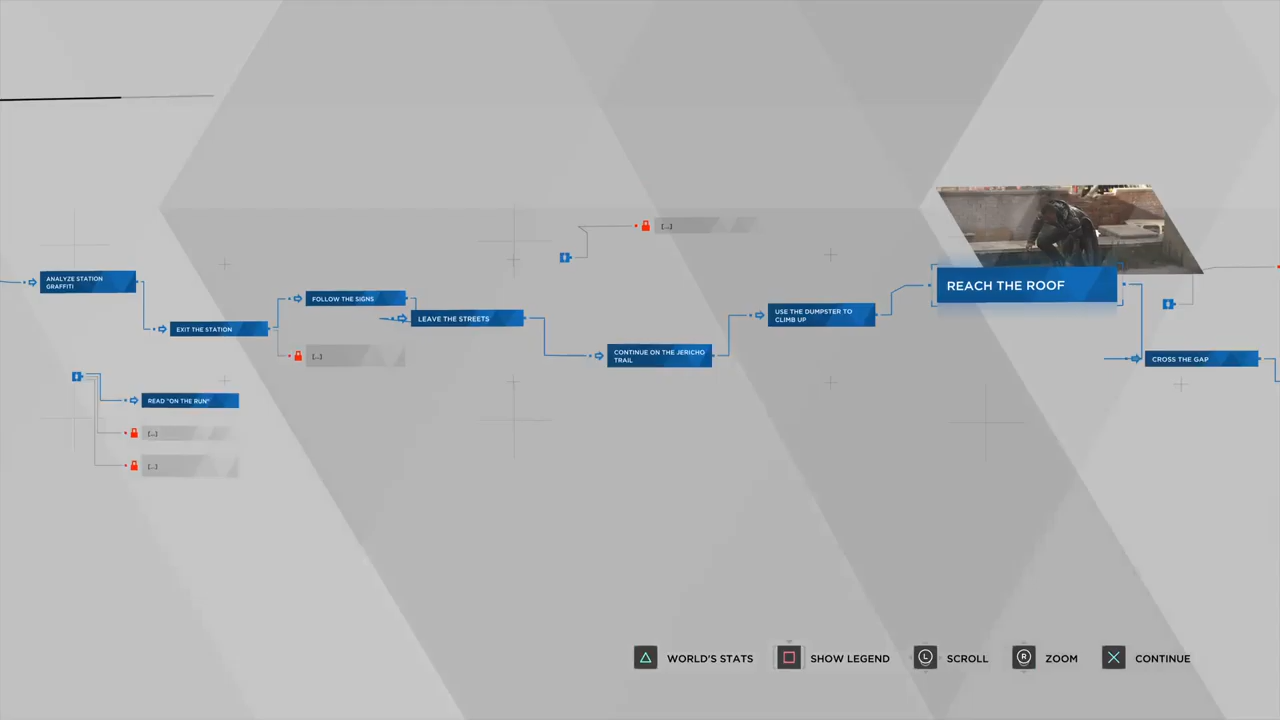 ANALYZE STATION
GRAFFITI
EXIT THE STATION
FOLLOW THE SIGNS
[...]
LEAVE THE STREETS
READ "ON THE RUN"
[...]
[...]
[...]
CONTINUE ON THE JERICHO
TRAIL
USE THE DUMPSTER TO
CLIMB UP
REACH THE ROOF
CROSS THE GAP
WORLD'S STATS
SHOW LEGEND
L
SCROLL
R
ZOOM
CONTINUE